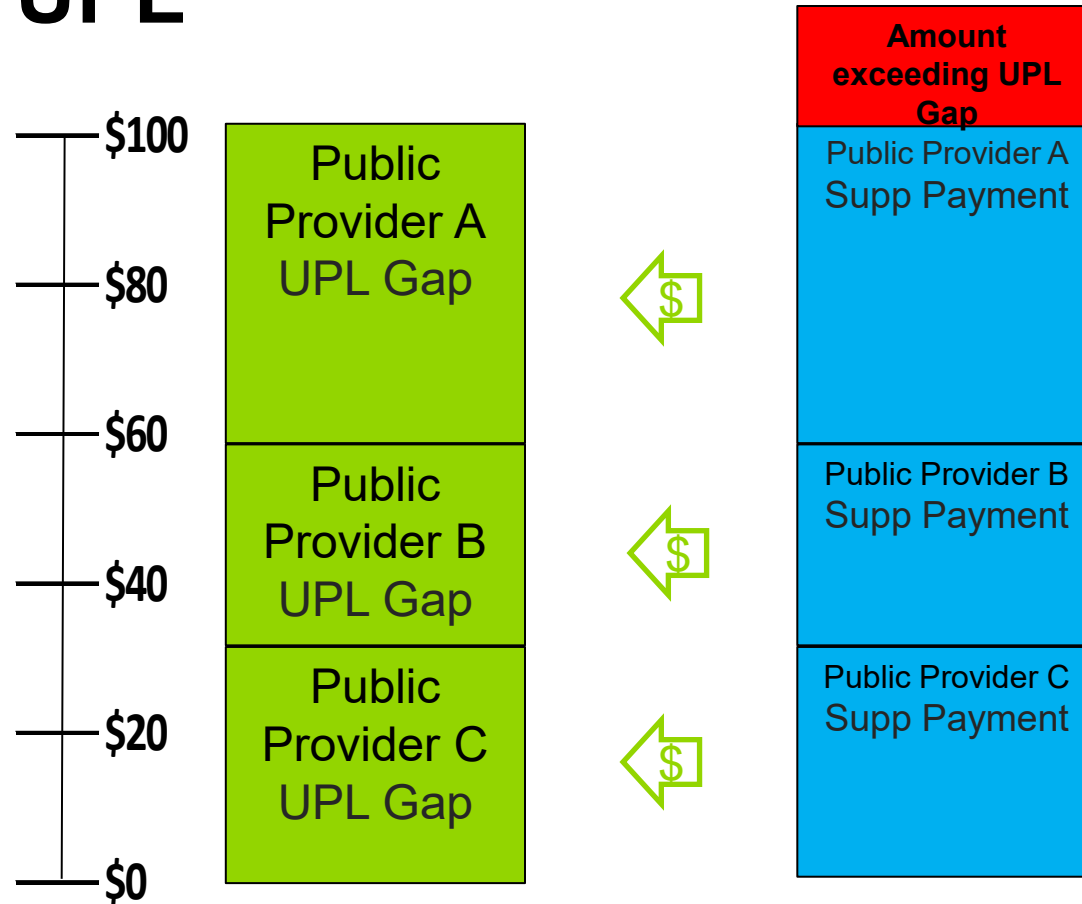 UPL
$100
$80
$60
$40
$20
$0
Public
Provider A
UPL Gap
Public
Provider B
UPL Gap
Public
Provider C
UPL Gap
$
$
$
Amount
exceeding UPL
Gap
Public Provider A
Supp Payment
Public Provider B
Supp Payment
Public Provider C
Supp Payment